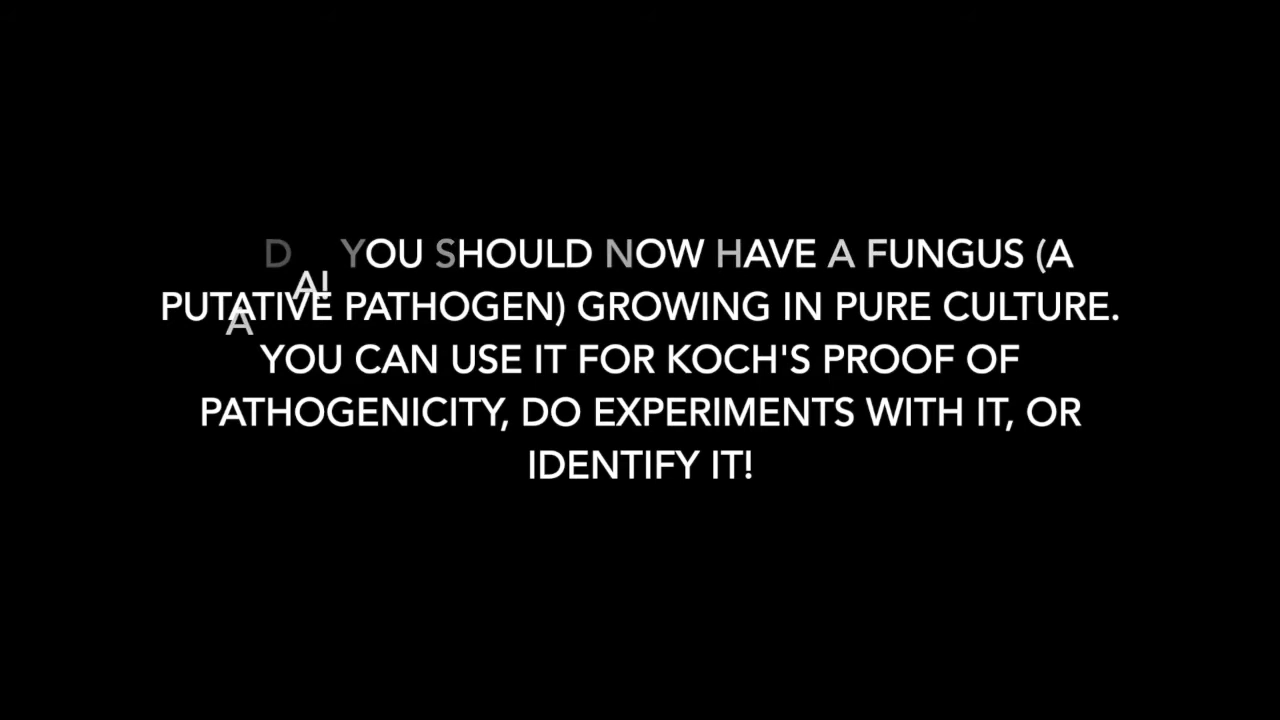 YOU SHOULD NOW HAVE A FUNGUS (A
PUTATIVE PATHOGEN) GROWING IN PURE CULTURE.
YOU CAN USE IT FOR KOCH'S PROOF OF
PATHOGENICITY, DO EXPERIMENTS WITH IT, OR
IDENTIFY IT!